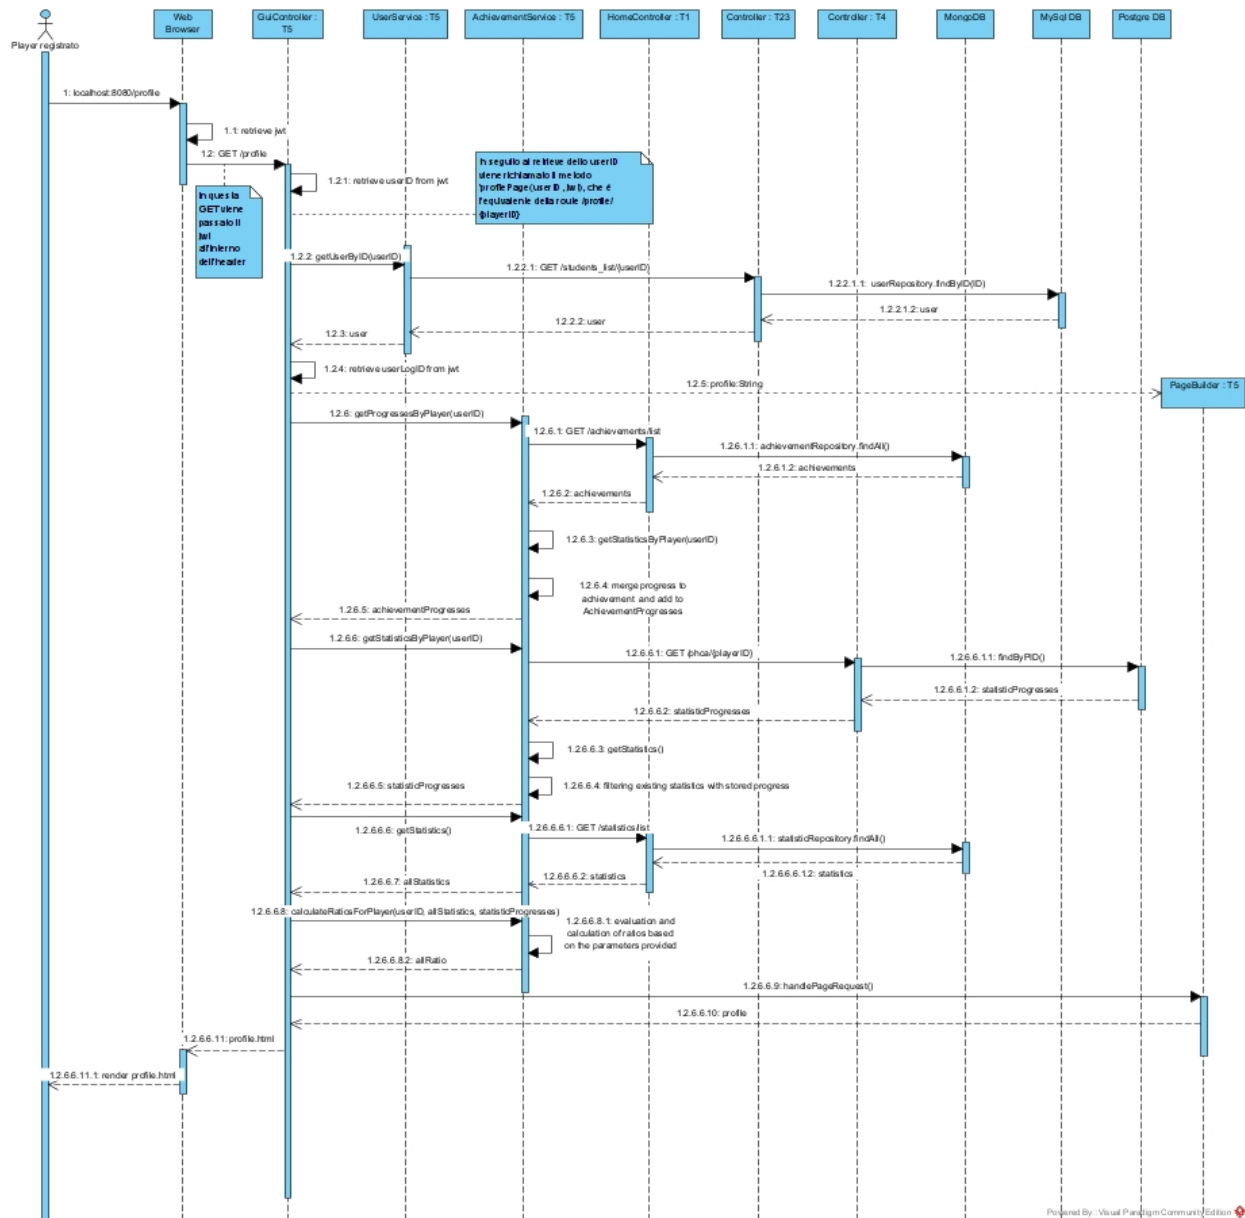 Player registrato
Web
Browser
GuiController :
T5
UserService : T5
AchievementService : T5
HomeController : T1
Controller : T23
Controller : T4
MongoDB
MySql DB
Postgre DB
1: localhost:8080/profile
1.1: retrieve jwt
1.2: GET /profile
In questa
GET viene
passato il
jwt
all'interno
dell'header
1.2.1: retrieve userID from jwt
In seguito al retrieve dello userID
viene richiamato il metodo
'profilePage(userID, jwt), che è
l'equivalente della route /profile/
{playerID}
1.2.2: getUserByID(userID)
1.2.2.1: GET /students_list/{userID}
1.2.2.1.1: userRepository.findByID(ID)
1.2.2.1.2: user
1.2.2.2: user
1.2.3: user
1.2.4: retrieve userLogID from jwt
1.2.5: profile:String
PageBuilder : T5
1.2.6: getProgressesByPlayer(userID)
1.2.6.1: GET /achievements/list
1.2.6.1.1: achievementRepository.findAll()
1.2.6.1.2: achievements
1.2.6.2: achievements
1.2.6.3: getStatisticsByPlayer(userID)
1.2.6.4: merge progress to
achievement and add to
AchievementProgresses
1.2.6.5: achievementProgresses
1.2.6.6: getStatisticsByPlayer(userID)
1.2.6.6.1: GET /phca/{playerID}
1.2.6.6.1.1: findByPID()
1.2.6.6.1.2: statisticProgresses
1.2.6.6.2: statisticProgresses
1.2.6.6.3: getStatistics()
1.2.6.6.4: filtering existing statistics with stored progress
1.2.6.6.5: statisticProgresses
1.2.6.6.6: getStatistics()
1.2.6.6.6.1: GET /statistics/list
1.2.6.6.6.1.1: statisticRepository.findAll()
1.2.6.6.6.1.2: statistics
1.2.6.6.6.2: statistics
1.2.6.6.7: allStatistics
1.2.6.6.8: calculateRatiosForPlayer(userID, allStatistics, statisticProgresses)
1.2.6.6.8.1: evaluation and
calculation of ratios based
on the parameters provided
1.2.6.6.8.2: allRatio
1.2.6.6.9: handlePageRequest()
1.2.6.6.10: profile
1.2.6.6.11: profile.html
1.2.6.6.11.1: render profile.html
Powered By: Visual Paradigm Community Edition